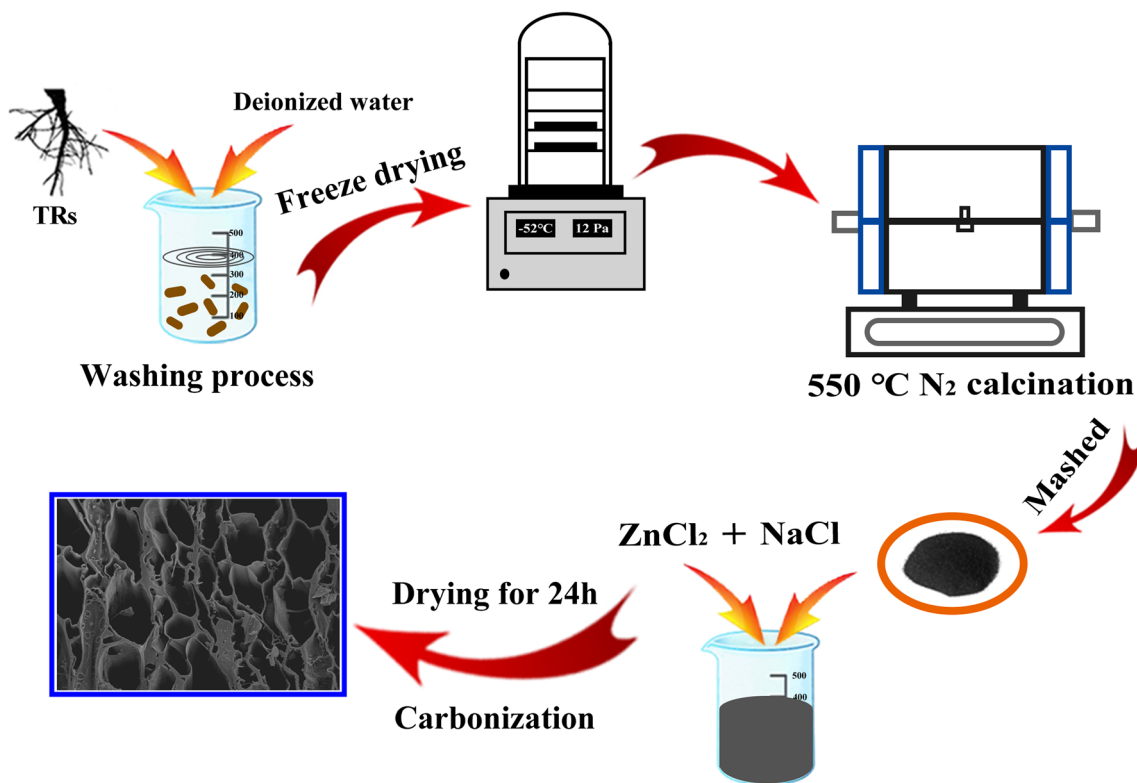 Deionized water
TRs
500
400
300
200
100
Washing process
Freeze drying
-52℃ 12 Pa
550 ℃ N₂ calcination
Mashed
ZnCl₂ + NaCl
500
400
Drying for 24h
Carbonization